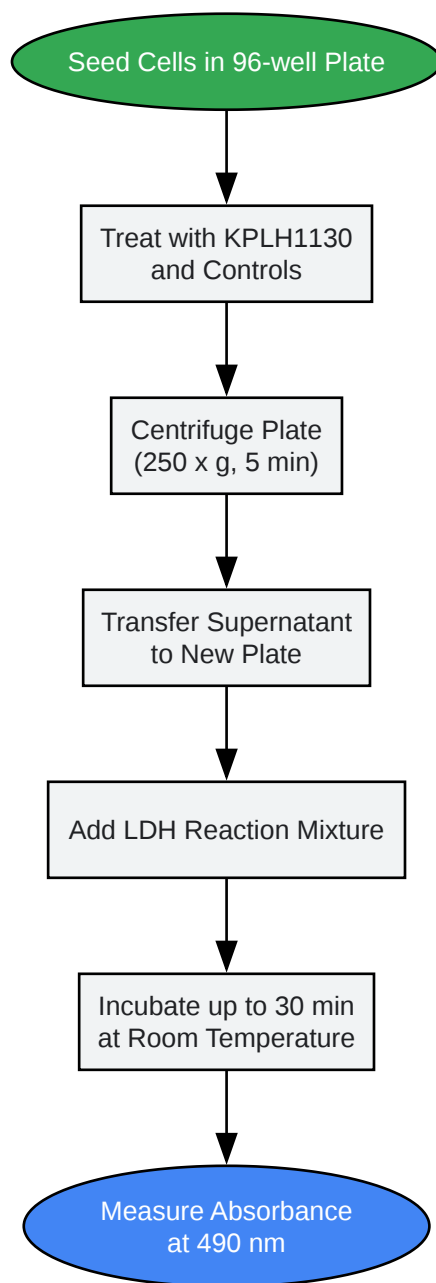 Seed Cells in 96-well Plate
Treat with KPLH1130
and Controls
Centrifuge Plate
(250 x g, 5 min)
Transfer Supernatant
to New Plate
Add LDH Reaction Mixture
Incubate up to 30 min
at Room Temperature
Measure Absorbance
at 490 nm